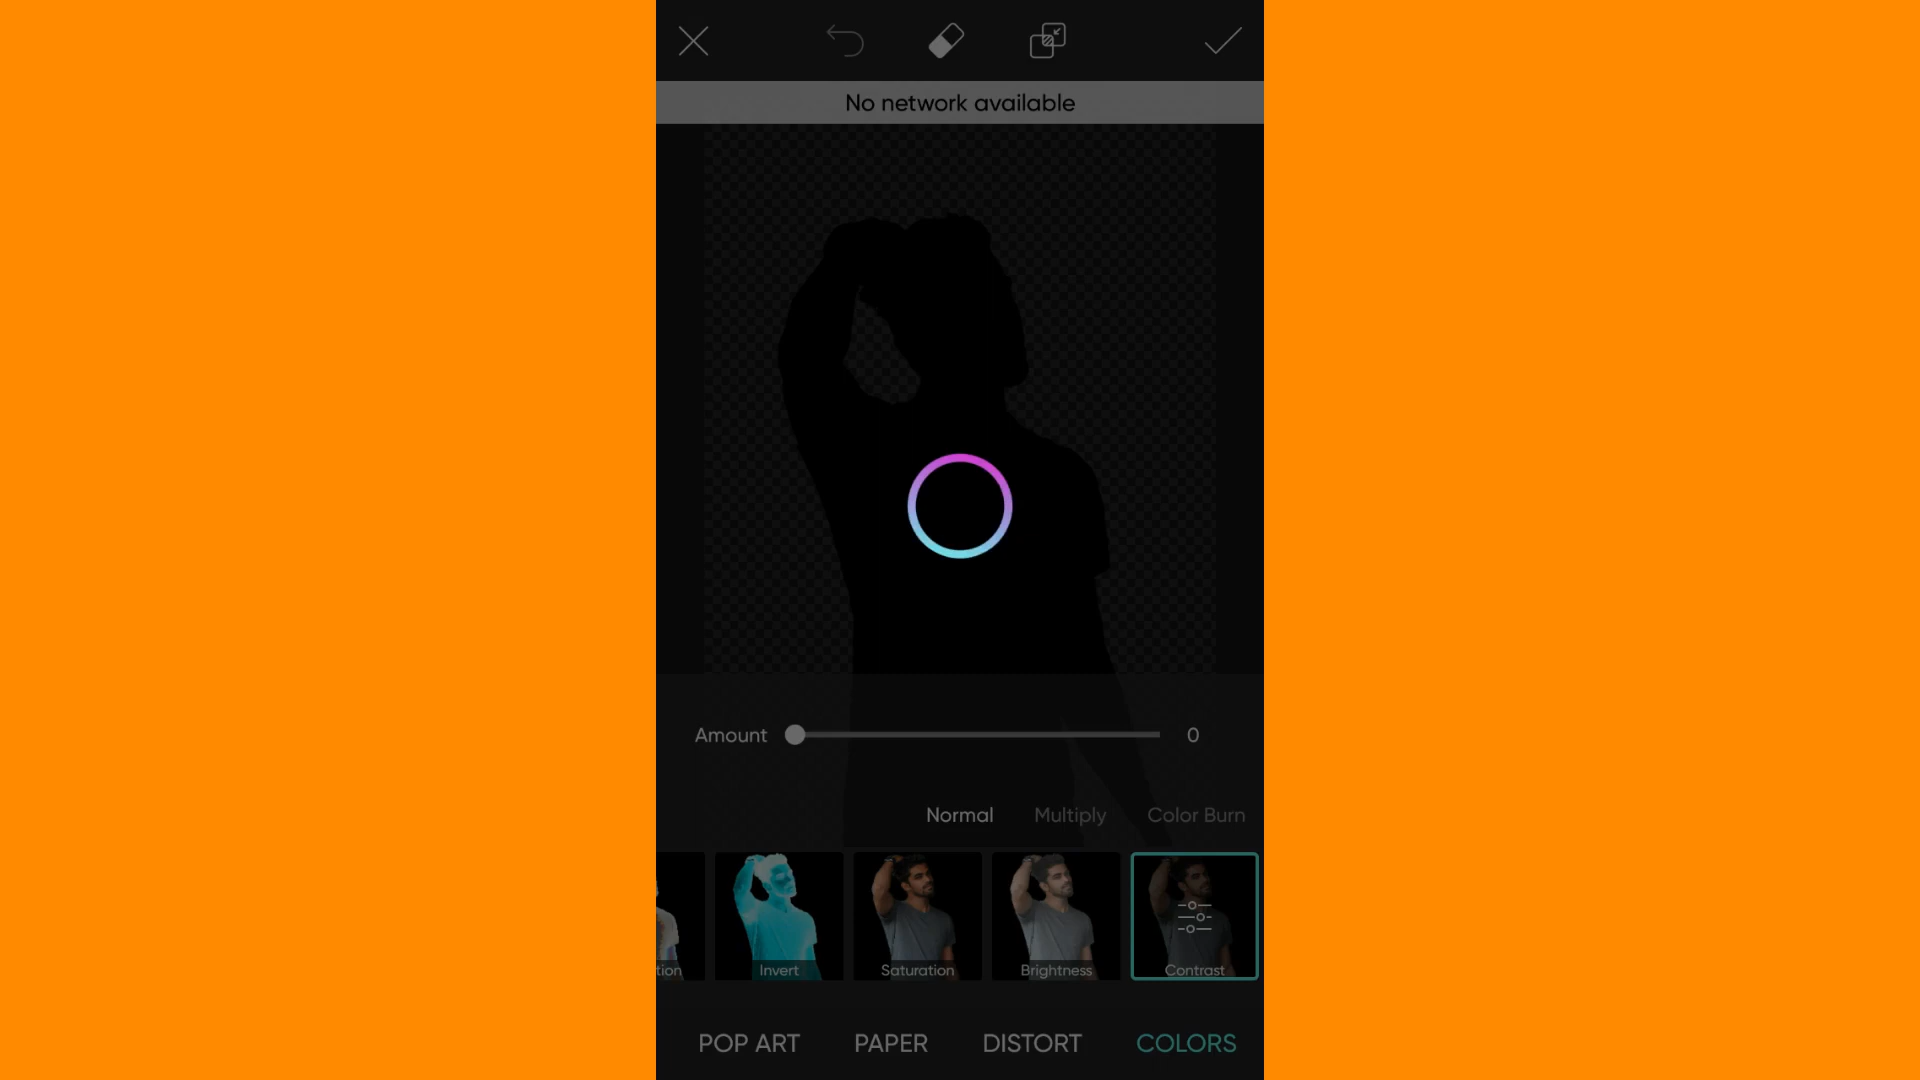 No network available
Amount 0
Normal Multiply Color Burn
tion Invert Saturation Brightness Contrast
POP ART PAPER DISTORT COLORS